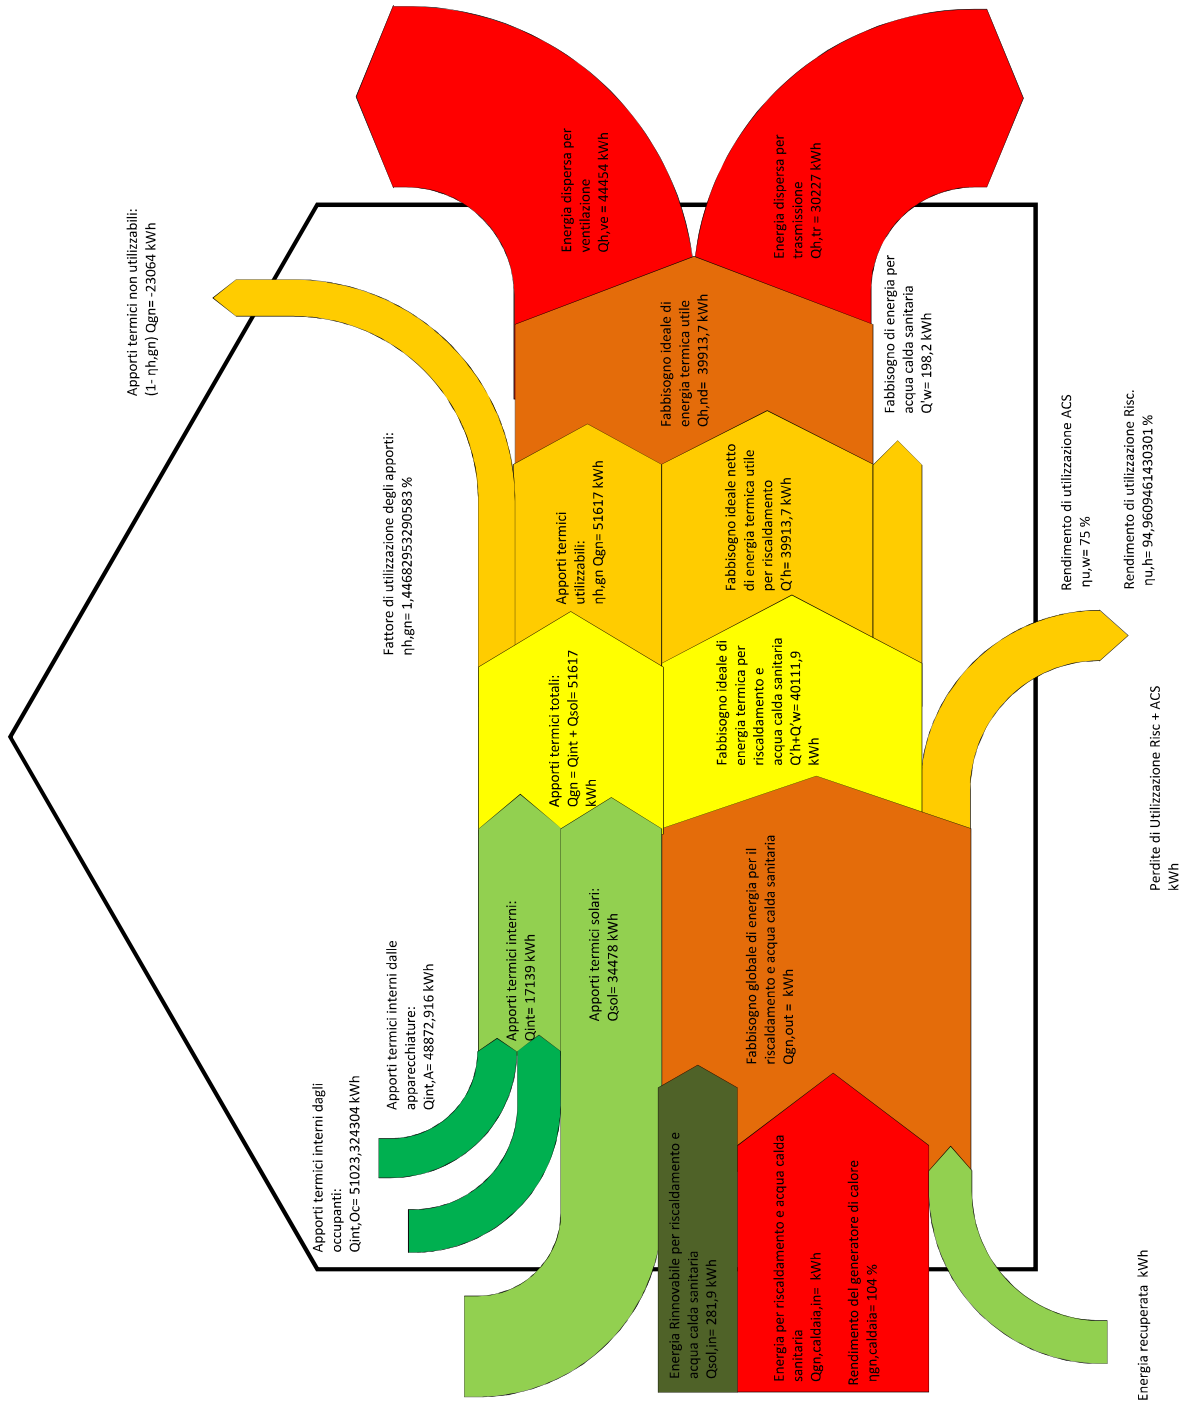 Apporti termici non utilizzabili:
(1- ηh,gn) Qgn= -23064 kWh
Energia dispersa per
ventilazione
Qh,ve = 44454 kWh
Energia dispersa per
trasmissione
Qh,tr = 30227 kWh
Fattore di utilizzazione degli apporti:
ηh,gn= 1,44682953290583 %
Apporti termici
utilizzabili:
ηh,gn Qgn= 51617 kWh
Fabbisogno ideale di
energia termica utile
Qh,nd=  39913,7 kWh
Fabbisogno ideale netto
di energia termica utile
per riscaldamento
Q'h= 39913,7 kWh
Fabbisogno di energia per
acqua calda sanitaria
Q'w= 198,2 kWh
Rendimento di utilizzazione ACS
ηu,w= 75 %
Rendimento di utilizzazione Risc.
ηu,h= 94,9609461430301 %
Apporti termici totali:
Qgn = Qint + Qsol= 51617
kWh
Fabbisogno ideale di
energia termica per
riscaldamento e
acqua calda sanitaria
Q'h+Q'w= 40111,9
kWh
Perdite di Utilizzazione Risc + ACS
kWh
Apporti termici interni dagli
occupanti:
Qint,Oc= 51023,324304 kWh
Apporti termici interni dalle
apparecchiature:
Qint,A= 48872,916 kWh
Apporti termici interni:
Qint= 17139 kWh
Apporti termici solari:
Qsol= 34478 kWh
Fabbisogno globale di energia per il
riscaldamento e acqua calda sanitaria
Qgn,out =  kWh
Energia Rinnovabile per riscaldamento e
acqua calda sanitaria
Qsol,in= 281,9 kWh
Energia per riscaldamento e acqua calda
sanitaria
Qgn,caldaia,in=  kWh
Rendimento del generatore di calore
ηgn,caldaia= 104 %
Energia recuperata  kWh